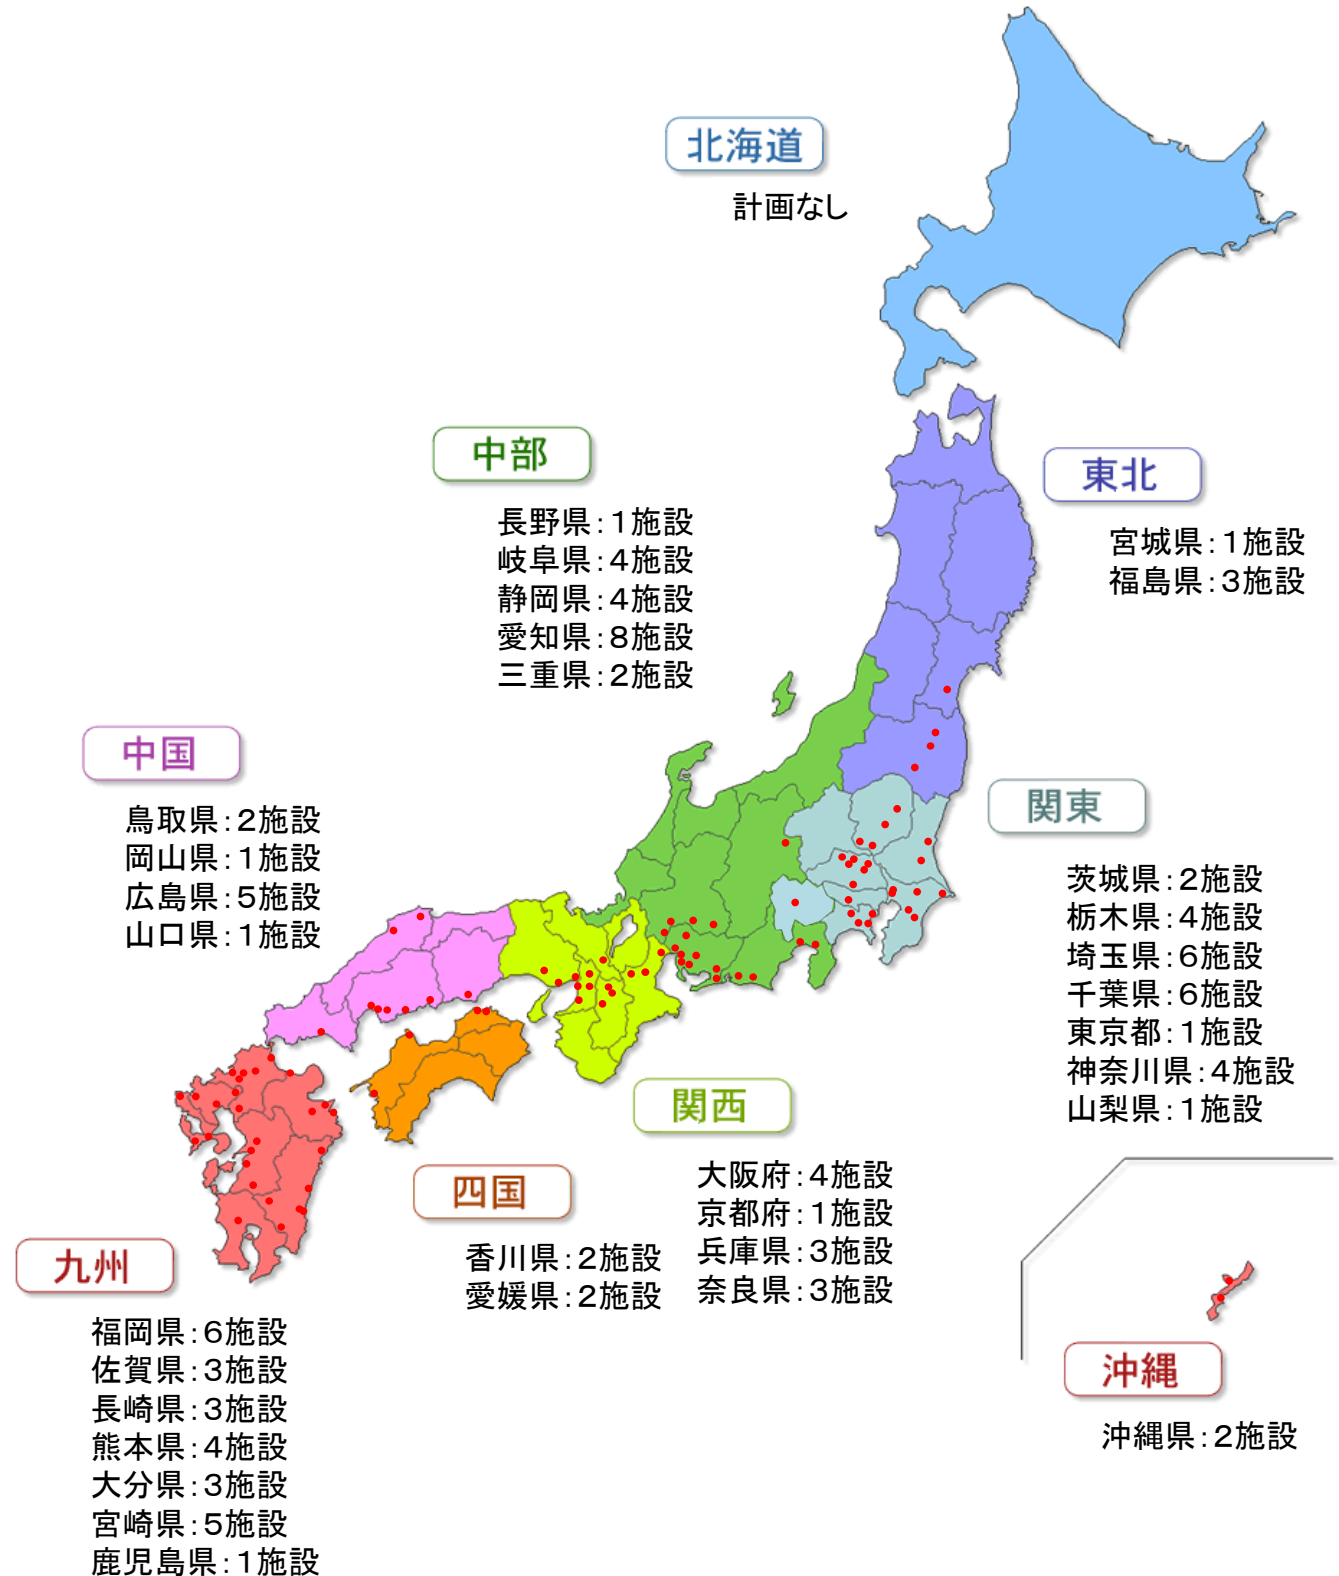 北海道
計画なし
中部
長野県：１施設
岐阜県：４施設
静岡県：４施設
愛知県：８施設
三重県：２施設
東北
宮城県：１施設
福島県：３施設
中国
鳥取県：２施設
岡山県：１施設
広島県：５施設
山口県：１施設
関東
茨城県：２施設
栃木県：４施設
埼玉県：６施設
千葉県：６施設
東京都：１施設
神奈川県：４施設
山梨県：１施設
関西
大阪府：４施設
京都府：１施設
兵庫県：３施設
奈良県：３施設
四国
香川県：２施設
愛媛県：２施設
九州
福岡県：６施設
佐賀県：３施設
長崎県：３施設
熊本県：４施設
大分県：３施設
宮崎県：５施設
鹿児島県：１施設
沖縄
沖縄県：２施設